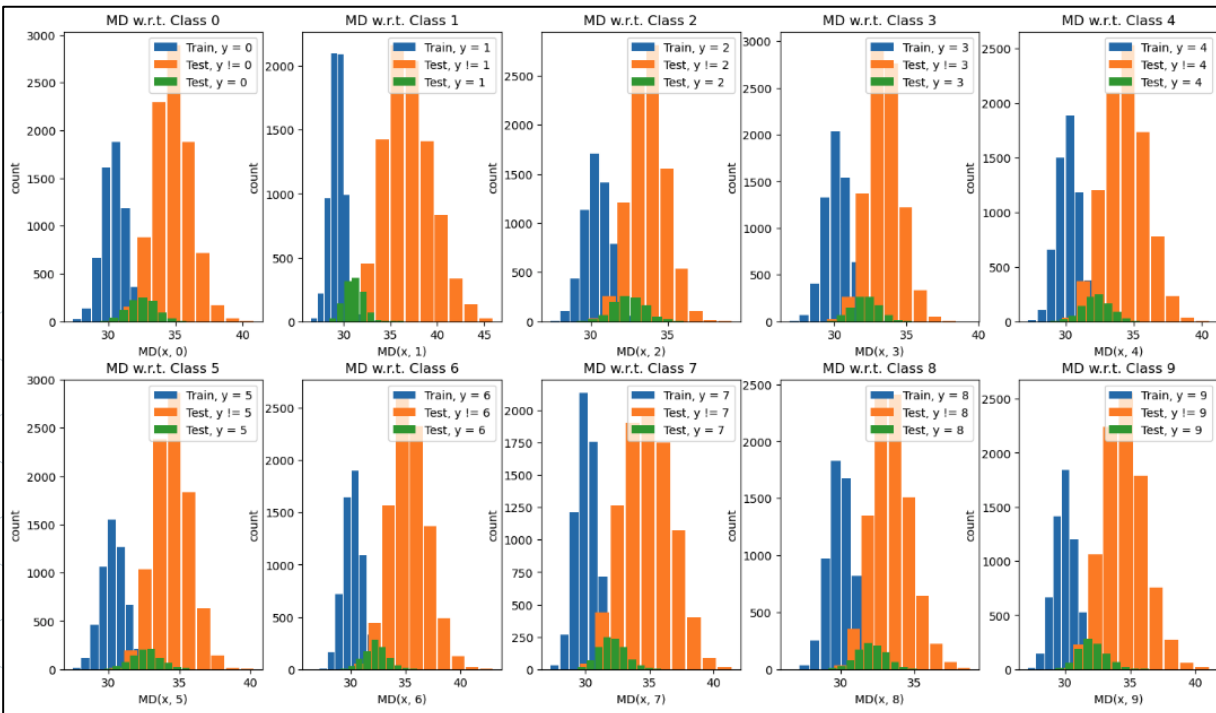 MD w.r.t. Class 0
MD w.r.t. Class 1
MD w.r.t. Class 2
MD w.r.t. Class 3
MD w.r.t. Class 4
3000
2500
2000
1500
1000
500
0
count
Train, y = 0
Test, y != 0
Test, y = 0
30
35
40
MD(x, 0)
2000
1500
1000
500
0
count
Train, y = 1
Test, y != 1
Test, y = 1
30
35
40
45
MD(x, 1)
2500
2000
1500
1000
500
0
count
Train, y = 2
Test, y != 2
Test, y = 2
30
35
MD(x, 2)
3000
2500
2000
1500
1000
500
0
count
Train, y = 3
Test, y != 3
Test, y = 3
30
35
40
MD(x, 3)
2500
2000
1500
1000
500
0
count
Train, y = 4
Test, y != 4
Test, y = 4
30
35
40
MD(x, 4)
MD w.r.t. Class 5
MD w.r.t. Class 6
MD w.r.t. Class 7
MD w.r.t. Class 8
MD w.r.t. Class 9
3000
2500
2000
1500
1000
500
0
count
Train, y = 5
Test, y != 5
Test, y = 5
30
35
40
MD(x, 5)
2500
2000
1500
1000
500
0
count
Train, y = 6
Test, y != 6
Test, y = 6
30
35
40
MD(x, 6)
2000
1750
1500
1250
1000
750
500
250
0
count
Train, y = 7
Test, y != 7
Test, y = 7
30
35
40
MD(x, 7)
2500
2000
1500
1000
500
0
count
Train, y = 8
Test, y != 8
Test, y = 8
30
35
MD(x, 8)
2500
2000
1500
1000
500
0
count
Train, y = 9
Test, y != 9
Test, y = 9
30
35
40
MD(x, 9)